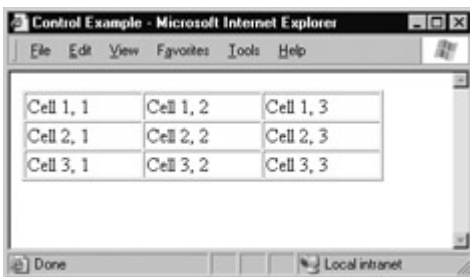 Control Example - Microsoft Internet Explorer
File Edit View Favorites Tools Help
Cell 1, 1 Cell 1, 2 Cell 1, 3
Cell 2, 1 Cell 2, 2 Cell 2, 3
Cell 3, 1 Cell 3, 2 Cell 3, 3
Done Local intranet